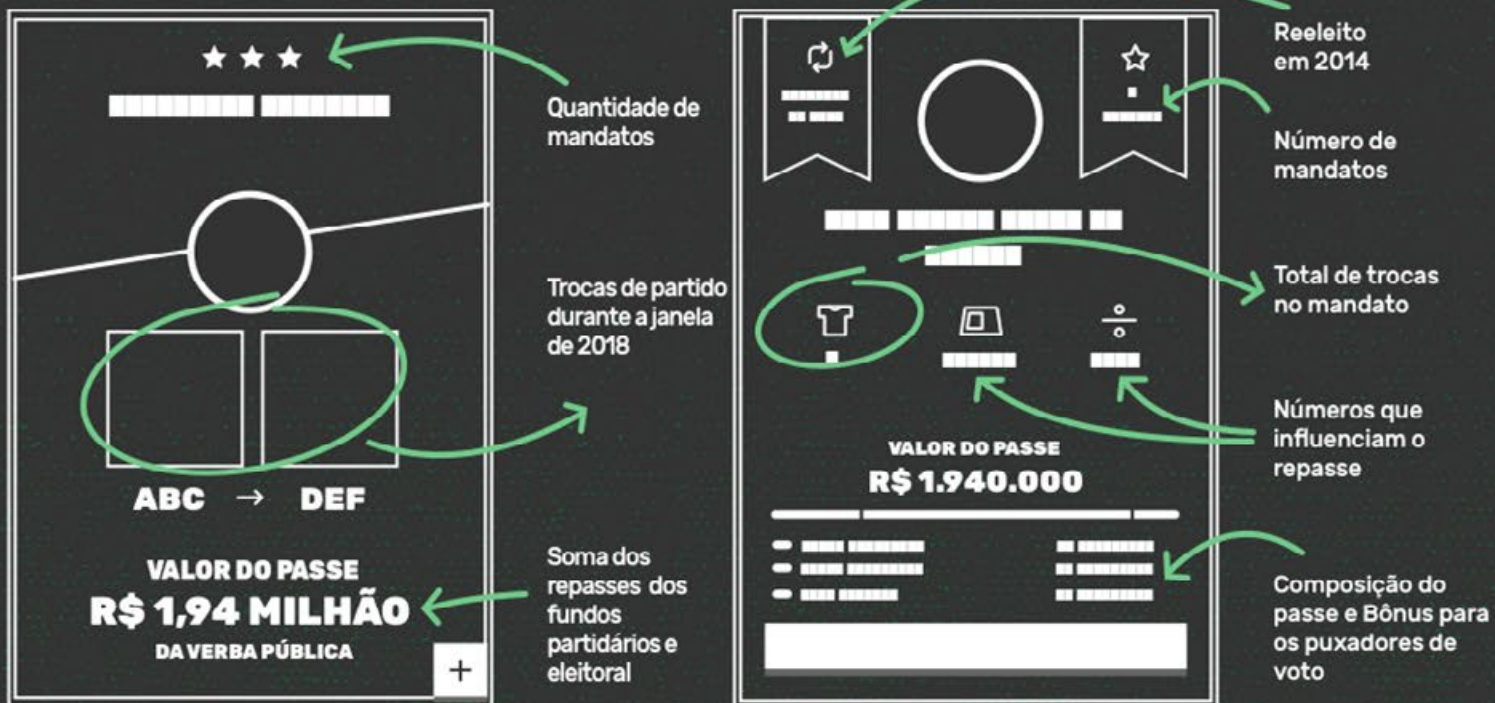 Quantidade de
mandatos
Trocas de partido
durante a janela
de 2018
ABC → DEF
VALOR DO PASSE
R$ 1,94 MILHÃO
DA VERBA PÚBLICA
+
Soma dos
repasses dos
fundos
partidários e
eleitoral
Reeleito
em 2014
Número de
mandatos
Total de trocas
no mandato
Números que
influenciam o
repasse
VALOR DO PASSE
R$ 1.940.000
Composição do
passe e Bônus para
os puxadores de
voto